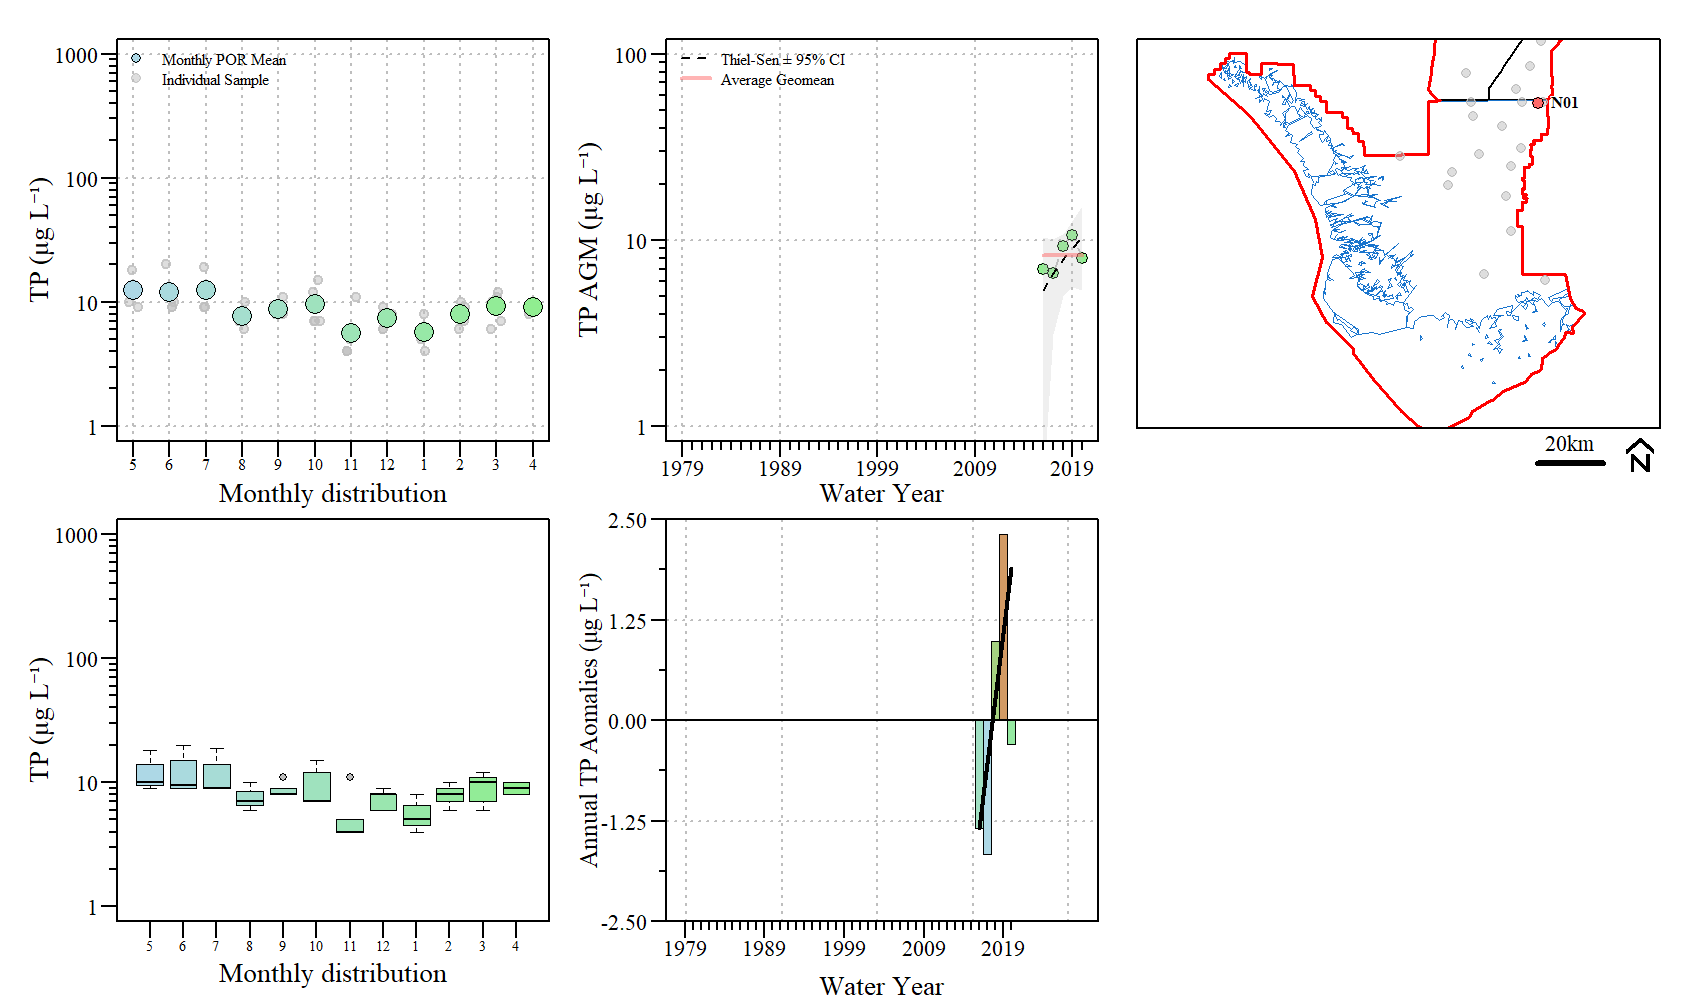 1000
100
10
1
TP (µg L⁻¹)
Monthly POR Mean
Individual Sample
5 6 7 8 9 10 11 12 1 2 3 4
Monthly distribution
100
10
1
TP AGM (µg L⁻¹)
Thiel-Sen ± 95% CI
Average Geomean
1979 1989 1999 2009 2019
Water Year
N01
20km
N
1000
100
10
1
TP (µg L⁻¹)
5 6 7 8 9 10 11 12 1 2 3 4
Monthly distribution
2.50
1.25
0.00
-1.25
-2.50
Annual TP Aomalies (µg L⁻¹)
1979 1989 1999 2009 2019
Water Year